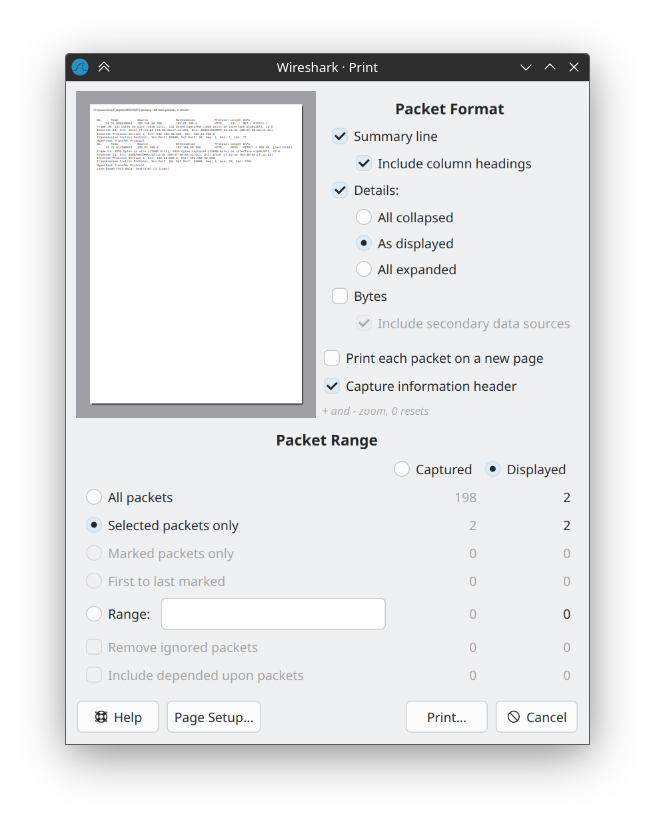 Wireshark · Print
Packet Format
Summary line
Include column headings
Details:
All collapsed
As displayed
All expanded
Bytes
Include secondary data sources
Print each packet on a new page
Capture information header
+ and - zoom, 0 resets
Packet Range
Captured Displayed
All packets 198 2
Selected packets only 2 2
Marked packets only 0 0
First to last marked 0 0
Range: 0 0
Remove ignored packets 0 0
Include depended upon packets 0 0
Help Page Setup... Print... Cancel